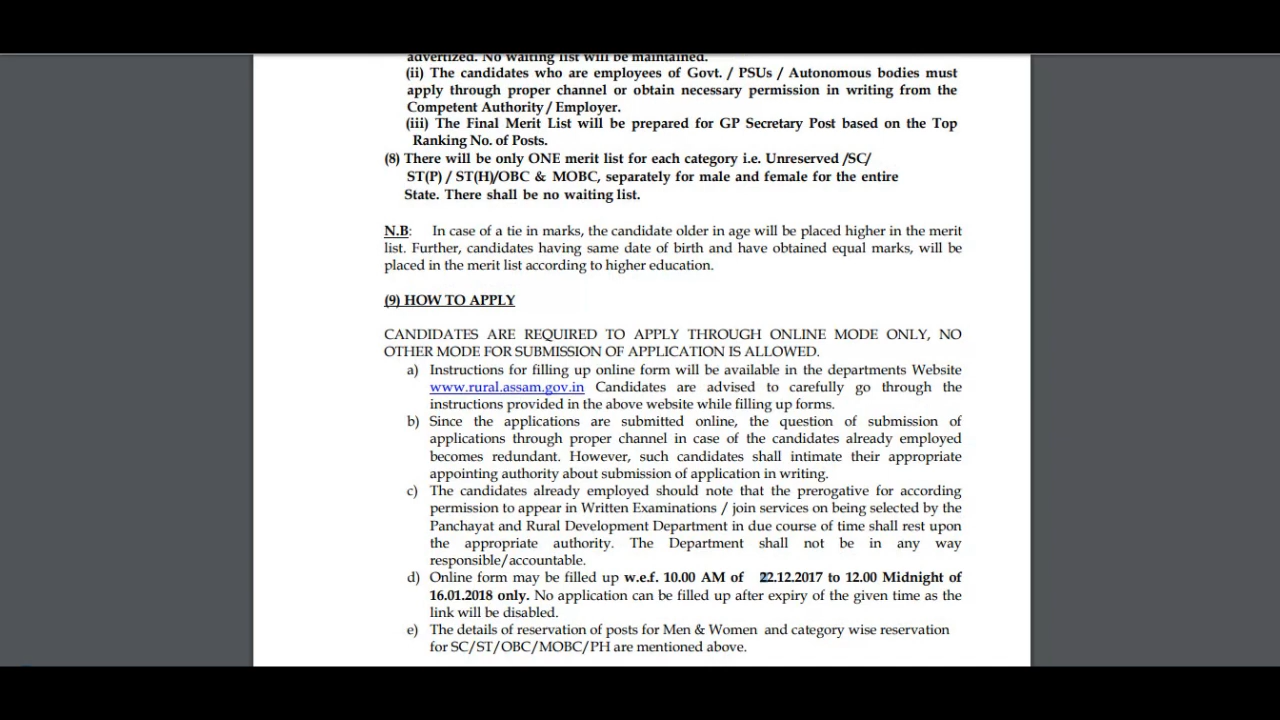 advertized. No waiting list will be maintained.
(ii) The candidates who are employees of Govt. / PSUs / Autonomous bodies must
apply through proper channel or obtain necessary permission in writing from the
Competent Authority / Employer.
(iii) The Final Merit List will be prepared for GP Secretary Post based on the Top
Ranking No. of Posts.
(8) There will be only ONE merit list for each category i.e. Unreserved /SC/
ST(P) / ST(H)/OBC & MOBC, separately for male and female for the entire
State. There shall be no waiting list.
N.B: In case of a tie in marks, the candidate older in age will be placed higher in the merit
list. Further, candidates having same date of birth and have obtained equal marks, will be
placed in the merit list according to higher education.
(9) HOW TO APPLY
CANDIDATES ARE REQUIRED TO APPLY THROUGH ONLINE MODE ONLY, NO
OTHER MODE FOR SUBMISSION OF APPLICATION IS ALLOWED.
a) Instructions for filling up online form will be available in the departments Website
www.rural.assam.gov.in Candidates are advised to carefully go through the
instructions provided in the above website while filling up forms.
b) Since the applications are submitted online, the question of submission of
applications through proper channel in case of the candidates already employed
becomes redundant. However, such candidates shall intimate their appropriate
appointing authority about submission of application in writing.
c) The candidates already employed should note that the prerogative for according
permission to appear in Written Examinations / join services on being selected by the
Panchayat and Rural Development Department in due course of time shall rest upon
the appropriate authority. The Department shall not be in any way
responsible/accountable.
d) Online form may be filled up w.e.f. 10.00 AM of 22.12.2017 to 12.00 Midnight of
16.01.2018 only. No application can be filled up after expiry of the given time as the
link will be disabled.
e) The details of reservation of posts for Men & Women and category wise reservation
for SC/ST/OBC/MOBC/PH are mentioned above.